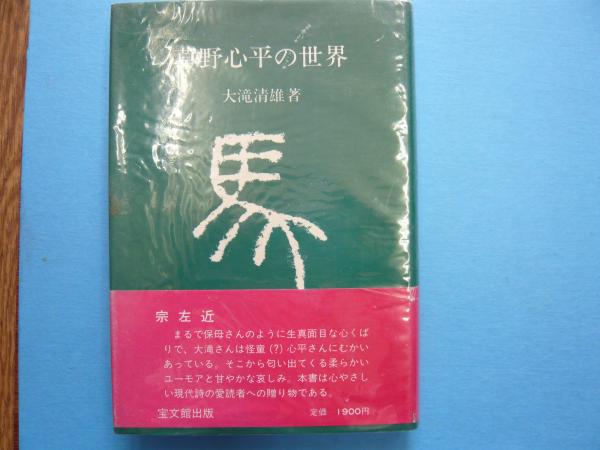 草野心平の世界
大滝清雄著
馬
宗左近
まるで保母さんのように生真面目な心くば
りで、大滝さんは怪童(?)心平さんにむかい
あっている。そこから匂い出てくる柔らかい
ユーモアと甘やかな哀しみ。本書は心やさし
い現代詩の愛読者への贈り物である。
宝文館出版
定価 1900円